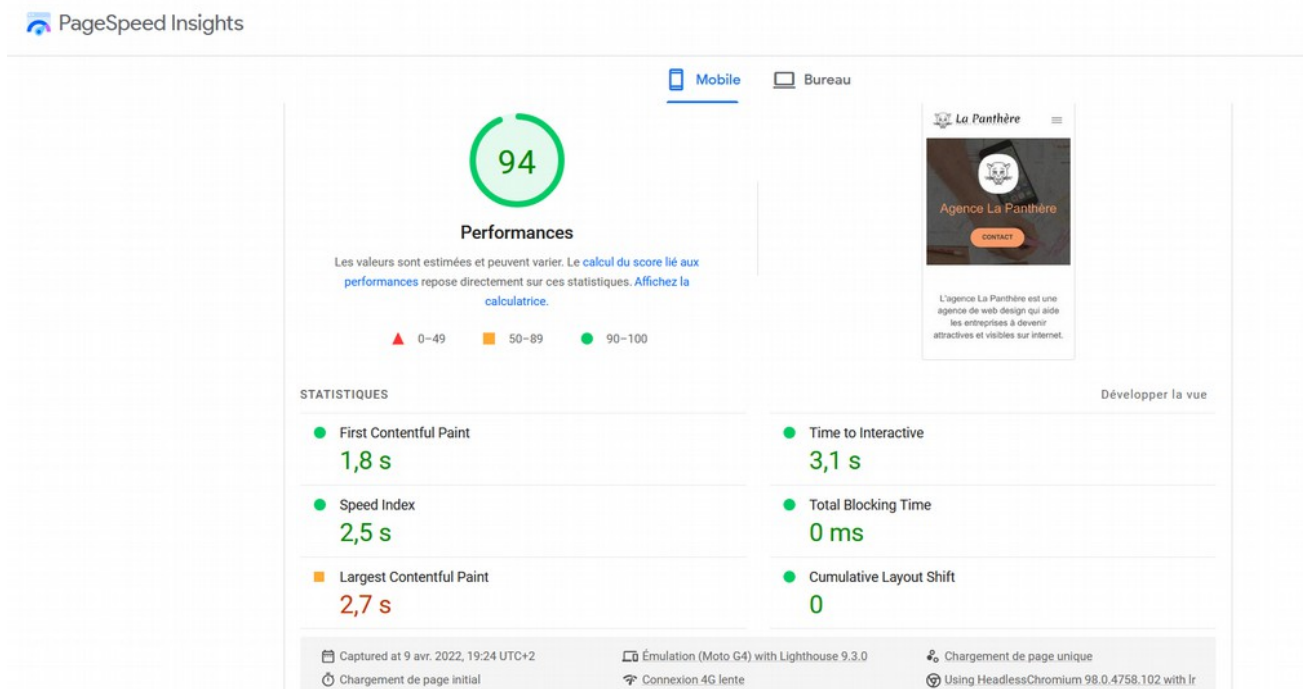 PageSpeed Insights
Mobile
Bureau
94
Performances
Les valeurs sont estimées et peuvent varier. Le calcul du score lié aux
performances repose directement sur ces statistiques. Affichez la
calculatrice.
0–49
50–89
90–100
La Panthère
Agence La Panthère
CONTACT
L'agence La Panthère est une
agence de web design qui aide
les entreprises à devenir
attractives et visibles sur internet.
STATISTIQUES
Développer la vue
First Contentful Paint
1,8 s
Time to Interactive
3,1 s
Speed Index
2,5 s
Total Blocking Time
0 ms
Largest Contentful Paint
2,7 s
Cumulative Layout Shift
0
Captured at 9 avr. 2022, 19:24 UTC+2
Émulation (Moto G4) with Lighthouse 9.3.0
Chargement de page unique
Chargement de page initial
Connexion 4G lente
Using HeadlessChromium 98.0.4758.102 with lr